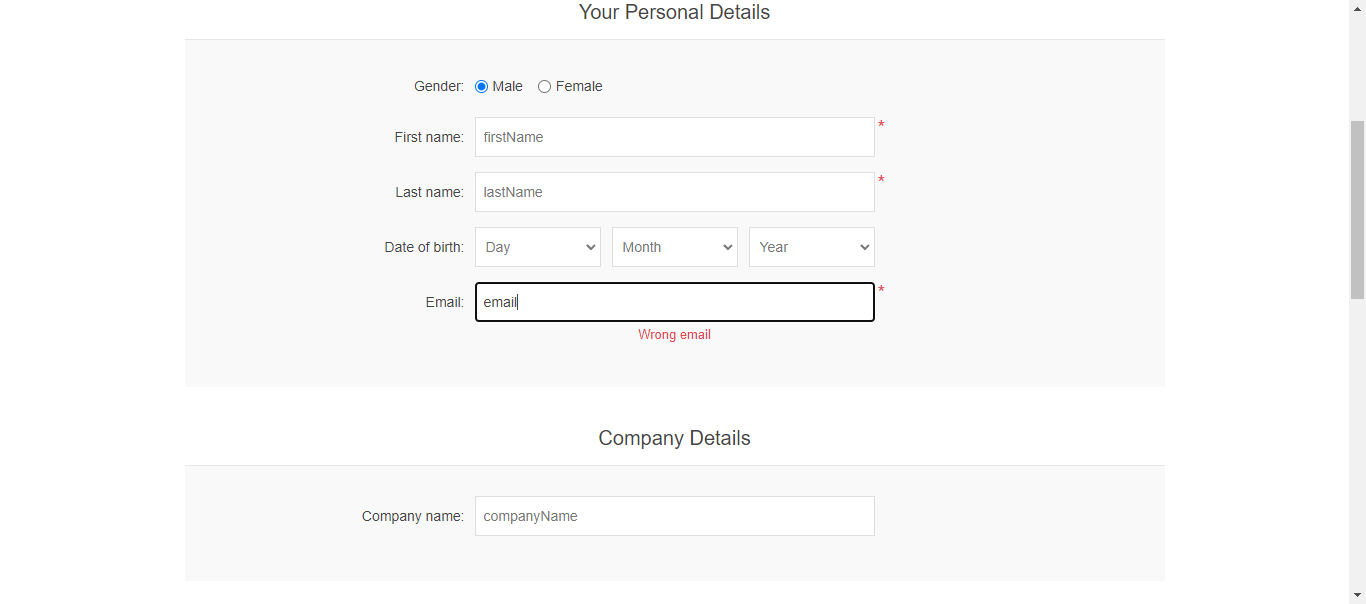 Your Personal Details
Gender: Male Female
First name: firstName *
Last name: lastName *
Date of birth: Day Month Year
Email: email *
Wrong email
Company Details
Company name: companyName